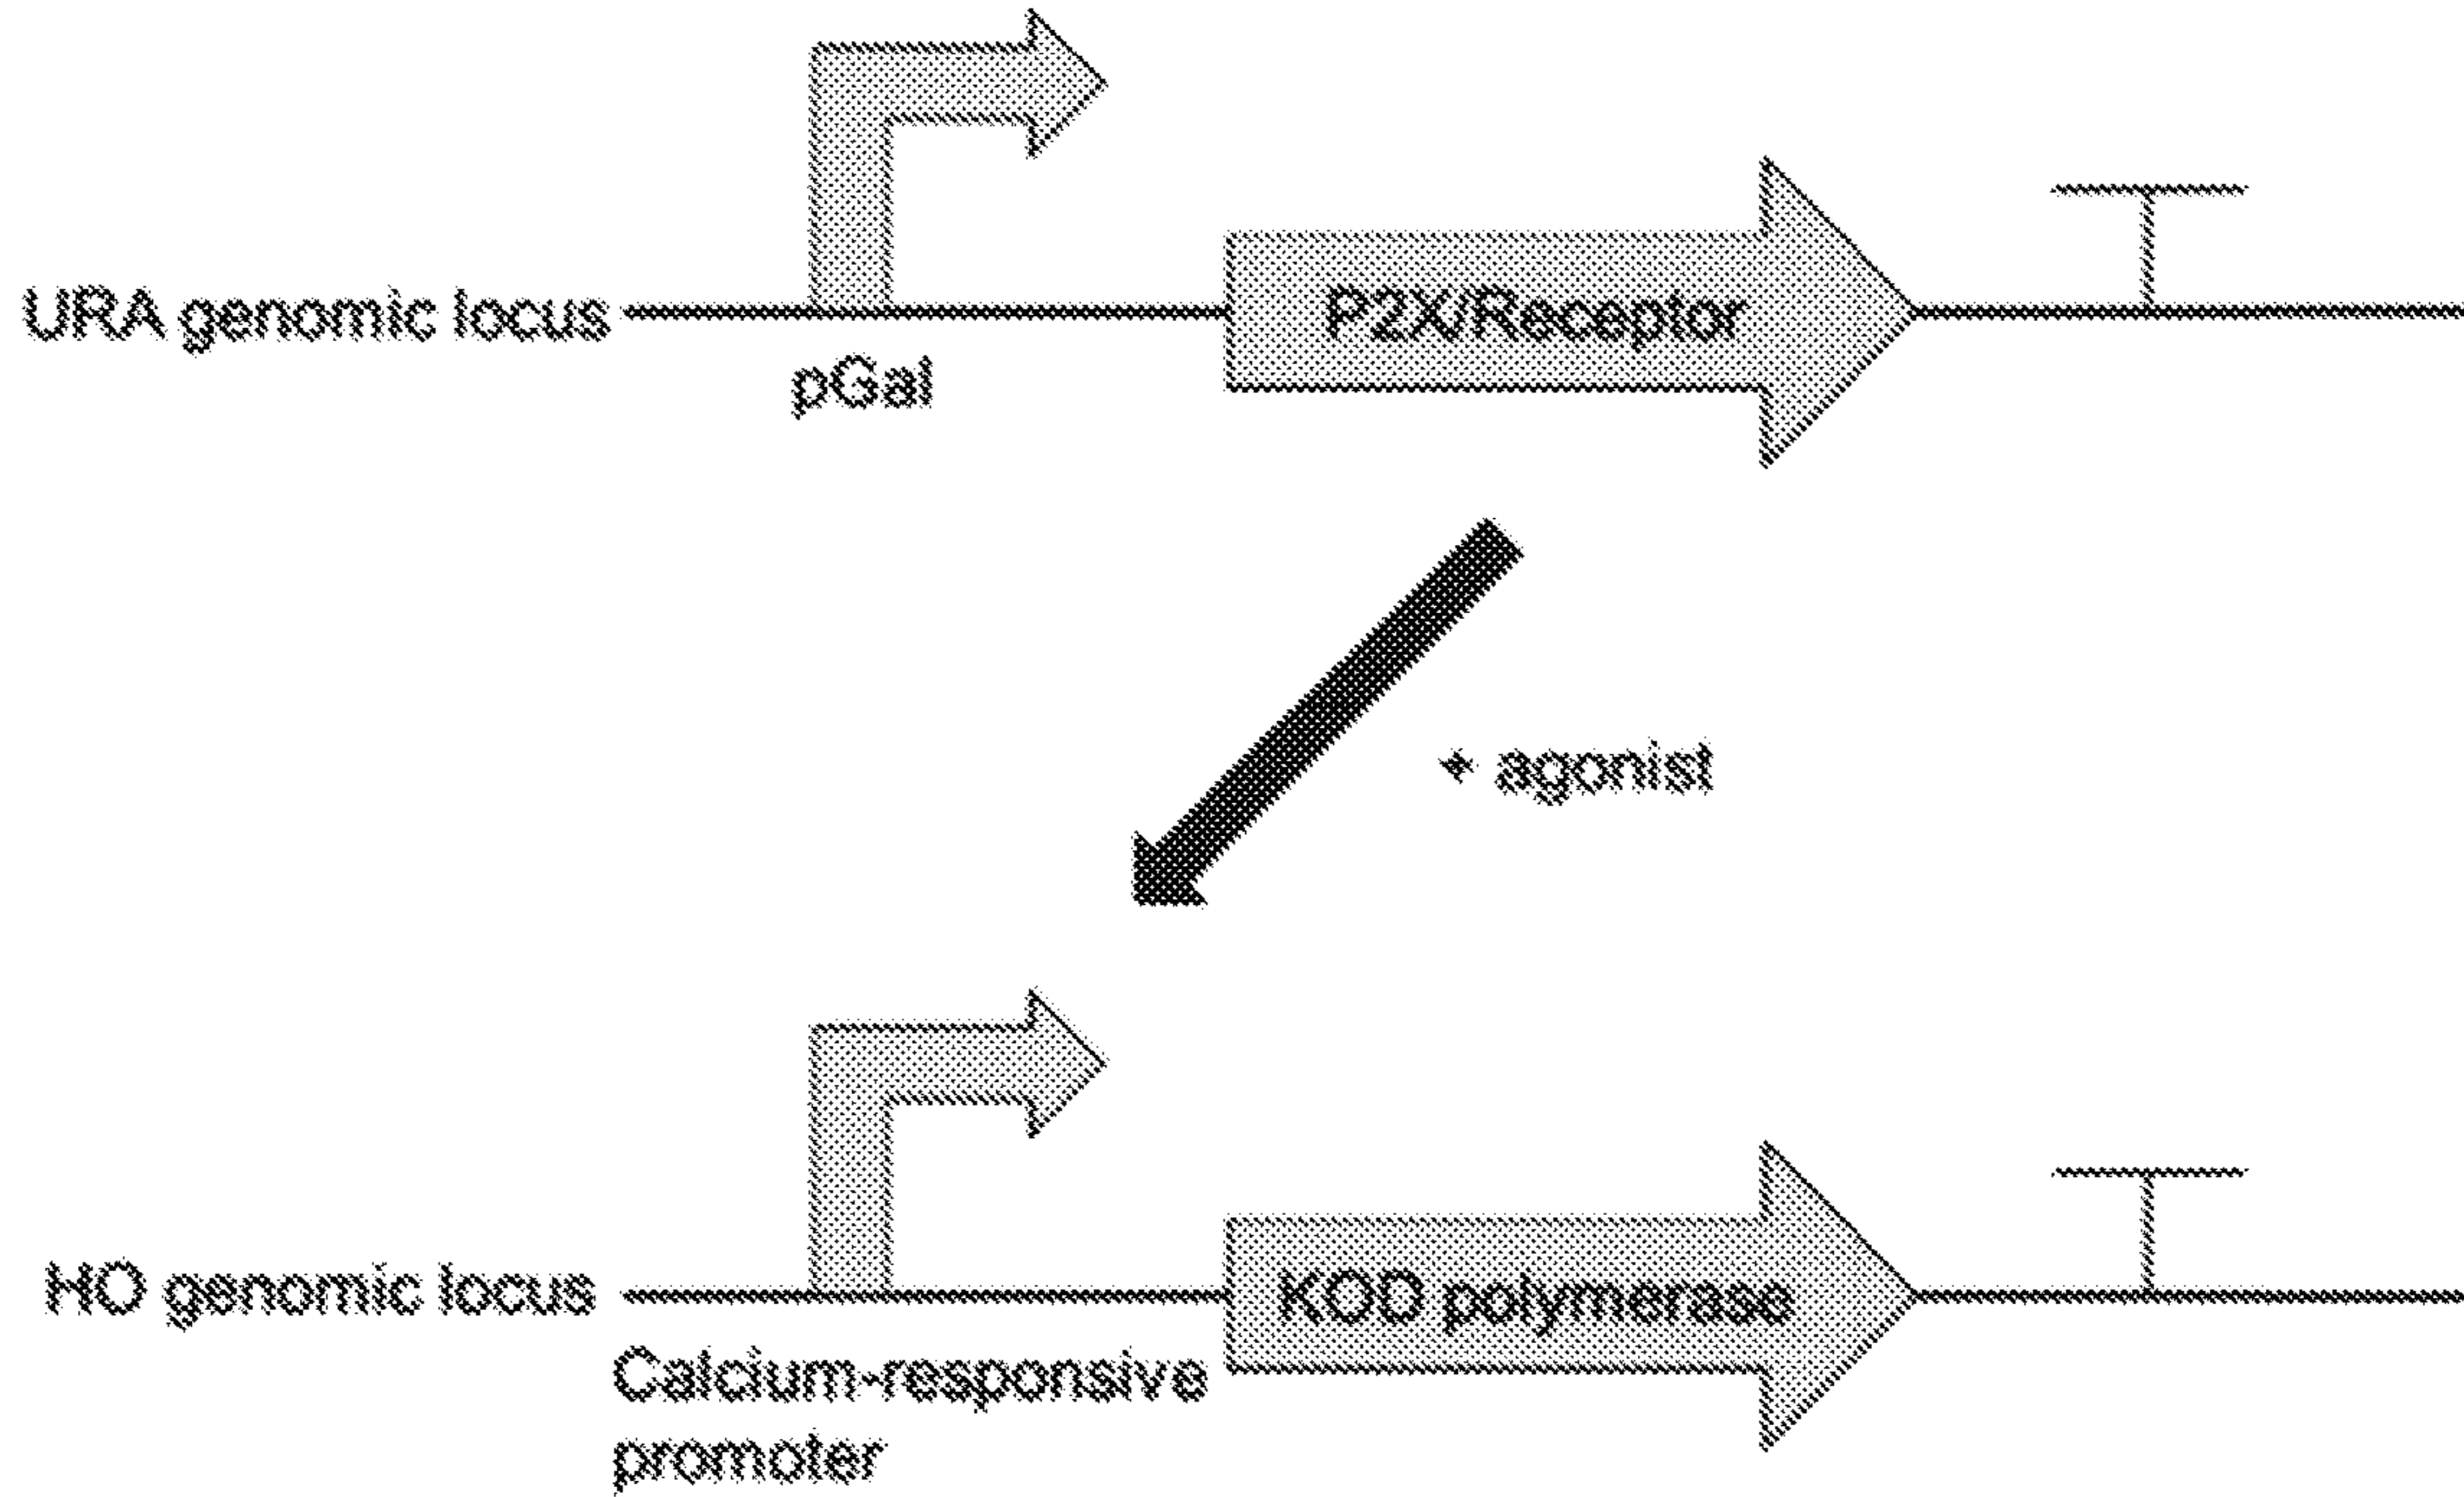 URA genomic locus
pGal
P2X/Receptor
+ agonist
HO genomic locus
Calcium-responsive
promoter
KOD polymerase